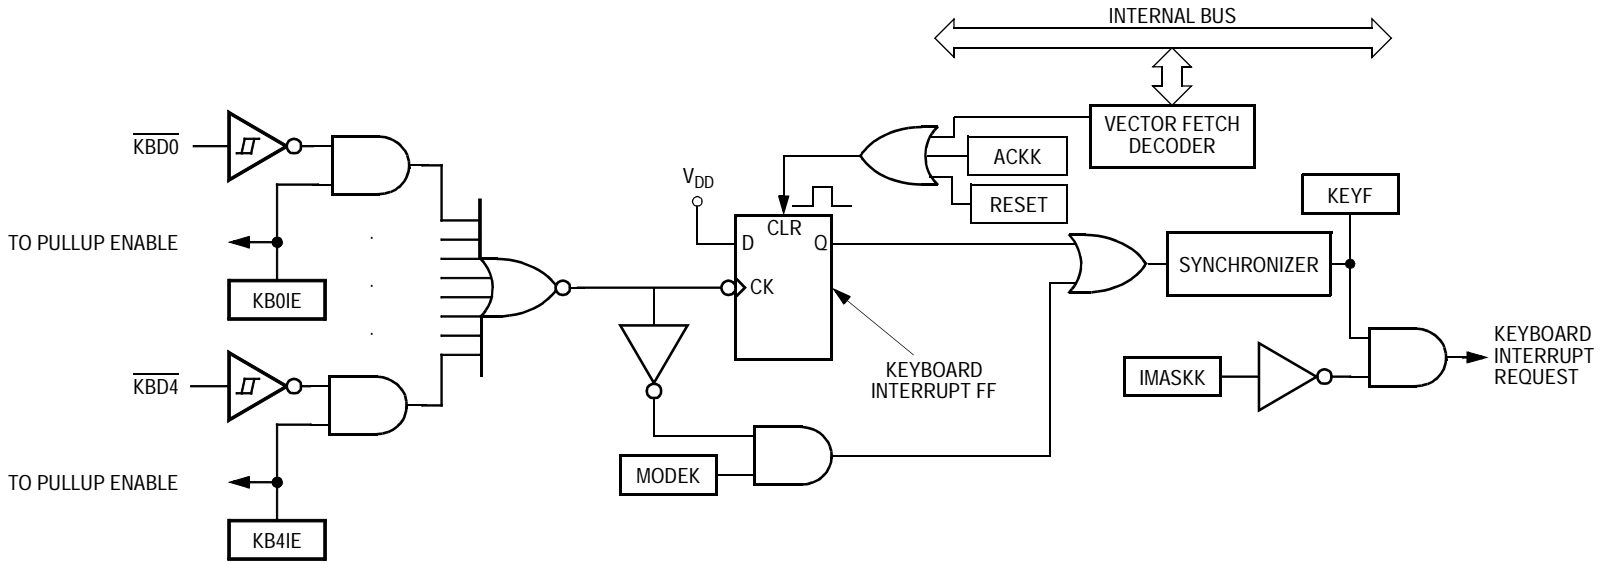 INTERNAL BUS
VECTOR FETCH
DECODER
KBD0
ACKK
VDD
KEYF
RESET
CLR
TO PULLUP ENABLE
D
Q
SYNCHRONIZER
CK
KB0IE
KEYBOARD
INTERRUPT
REQUEST
KEYBOARD
INTERRUPT FF
IMASKK
KBD4
MODEK
TO PULLUP ENABLE
KB4IE